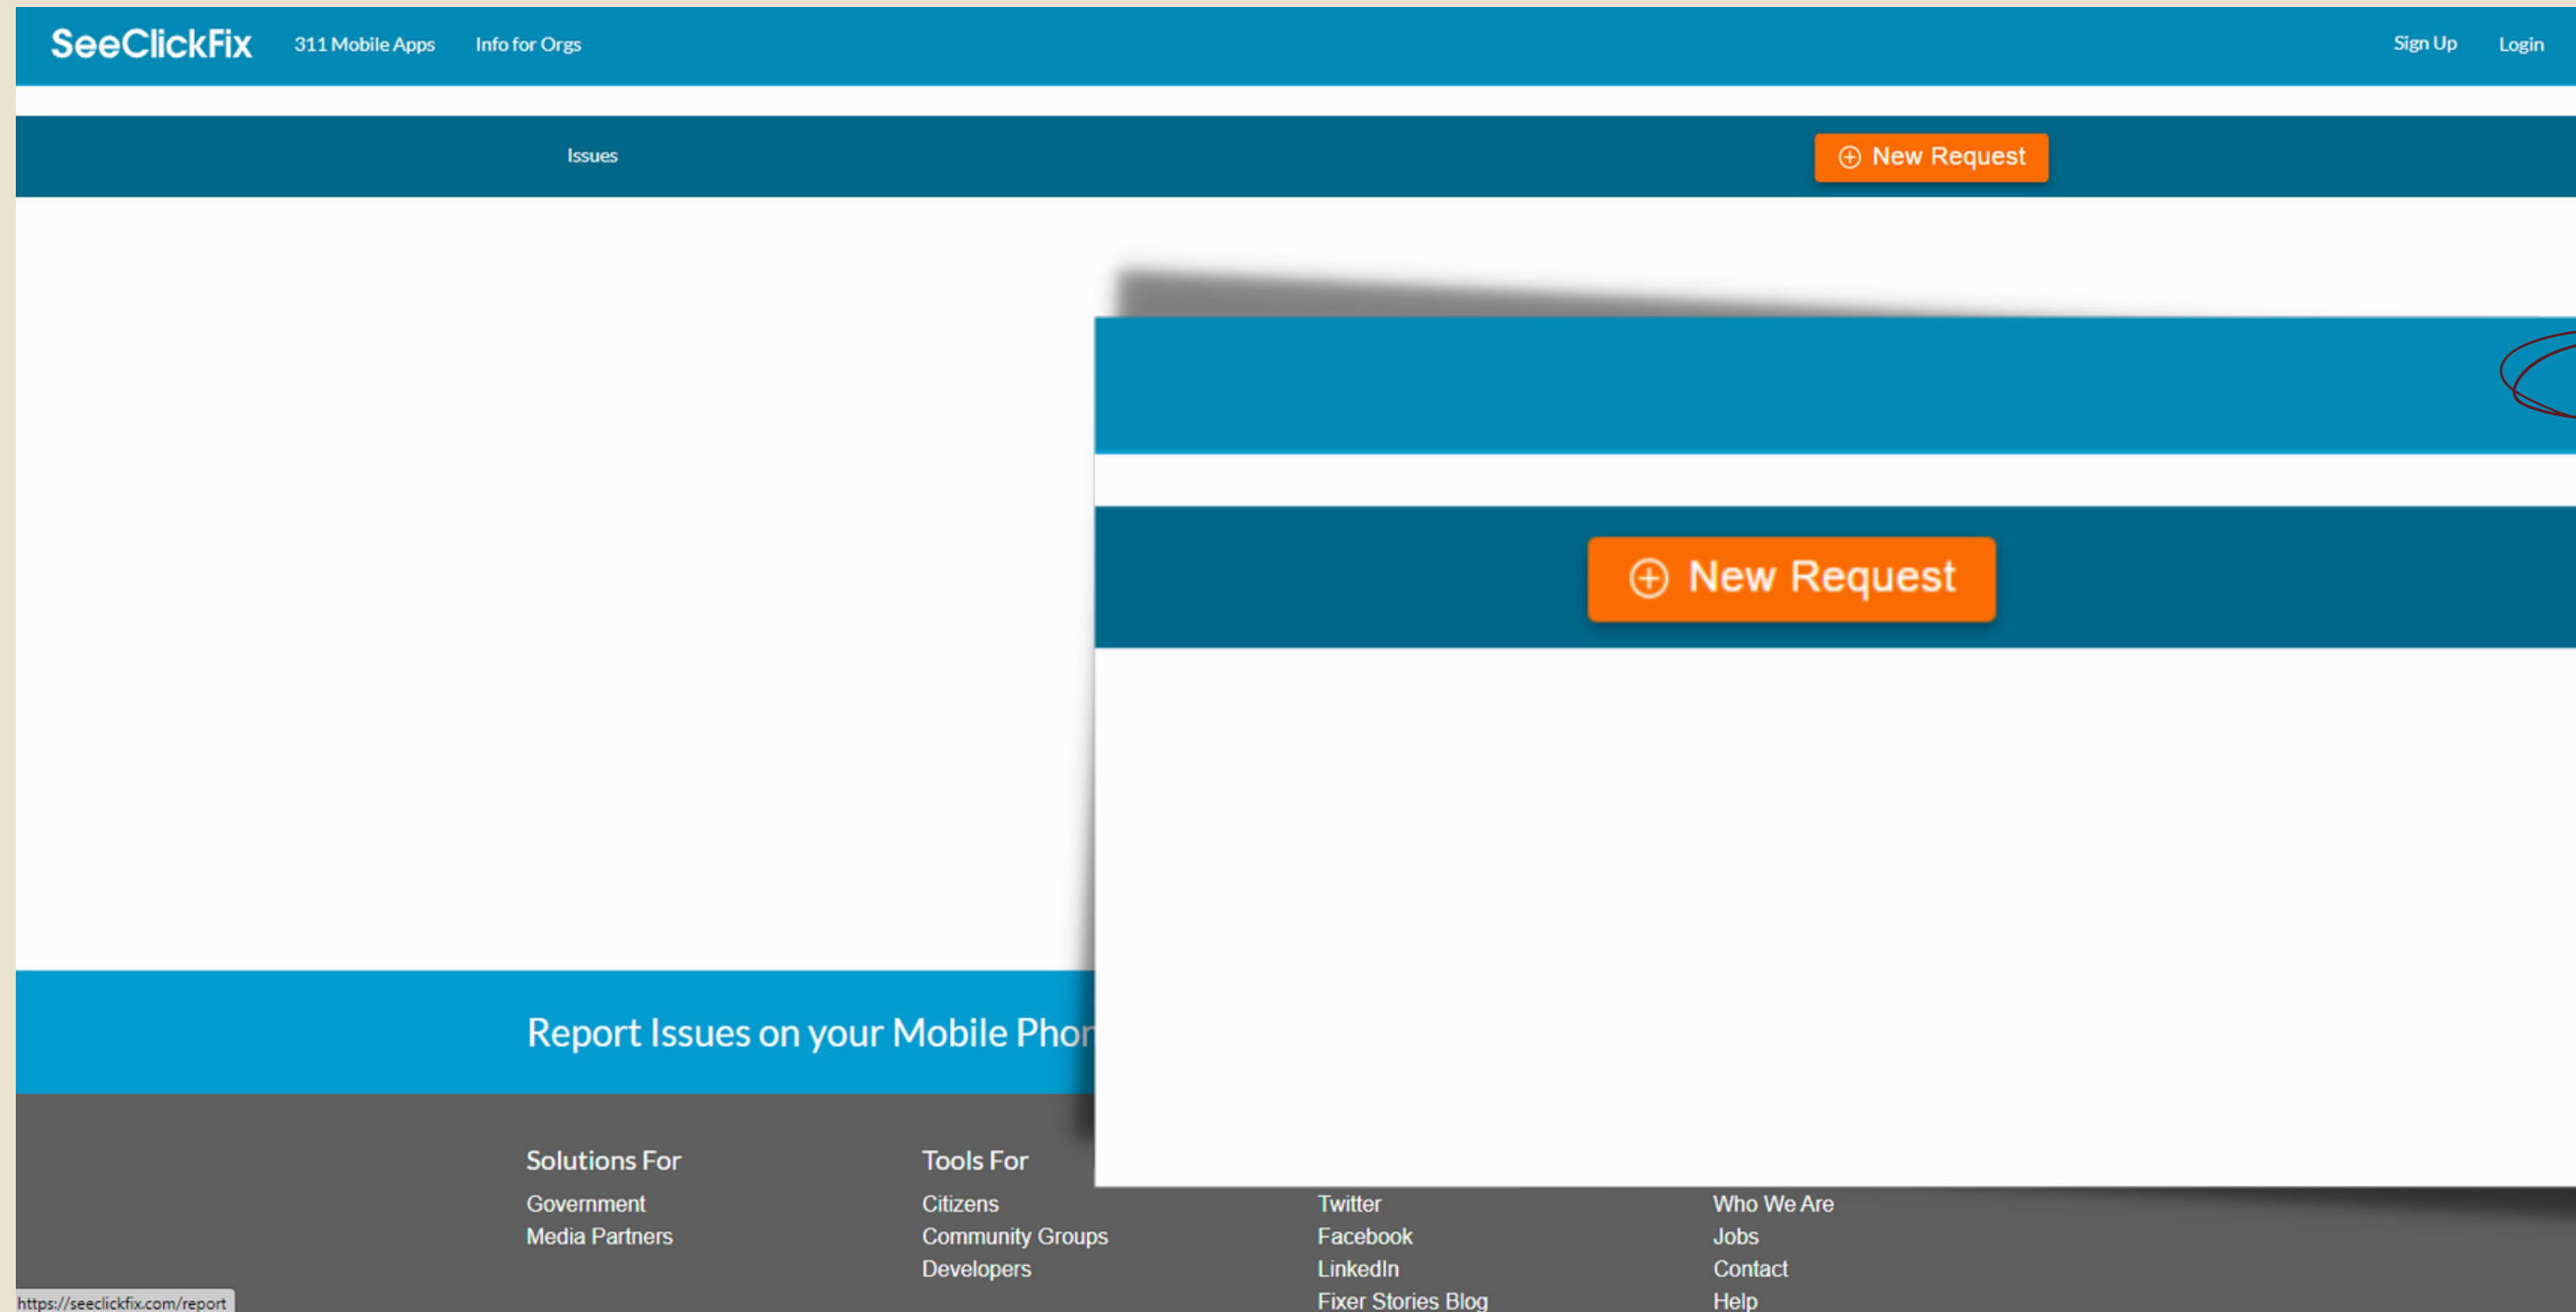 SeeClickFix 311 Mobile Apps Info for Orgs Sign Up Login
Issues New Request
New Request
Report Issues on your Mobile
Solutions For
Government
Media Partners
Tools For
Citizens
Community Groups
Developers
Twitter
Facebook
LinkedIn
Fixer Stories Blog
Who We Are
Jobs
Contact
Help
https://seeclickfix.com/report